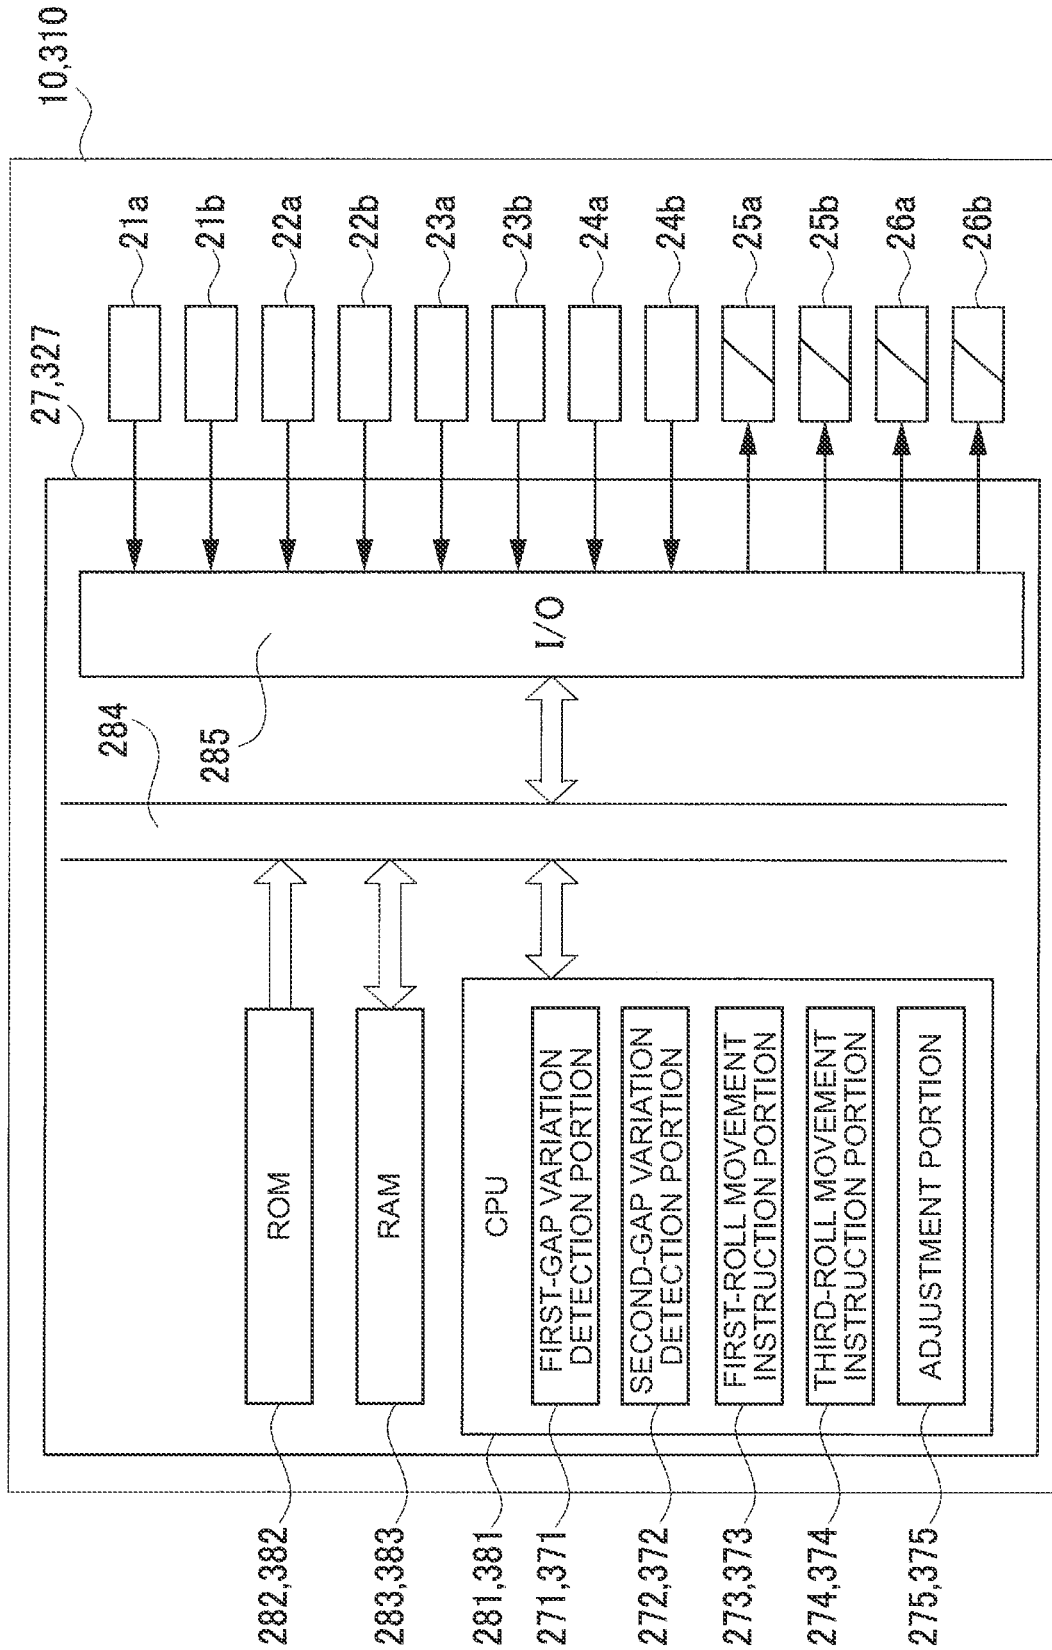 10,310
27,327
21a
21b
22a
22b
23a
23b
24a
24b
25a
25b
26a
26b
284
285
I/O
ROM
RAM
CPU
FIRST-GAP VARIATION
DETECTION PORTION
SECOND-GAP VARIATION
DETECTION PORTION
FIRST-ROLL MOVEMENT
INSTRUCTION PORTION
THIRD-ROLL MOVEMENT
INSTRUCTION PORTION
ADJUSTMENT PORTION
282,382
283,383
281,381
271,371
272,372
273,373
274,374
275,375